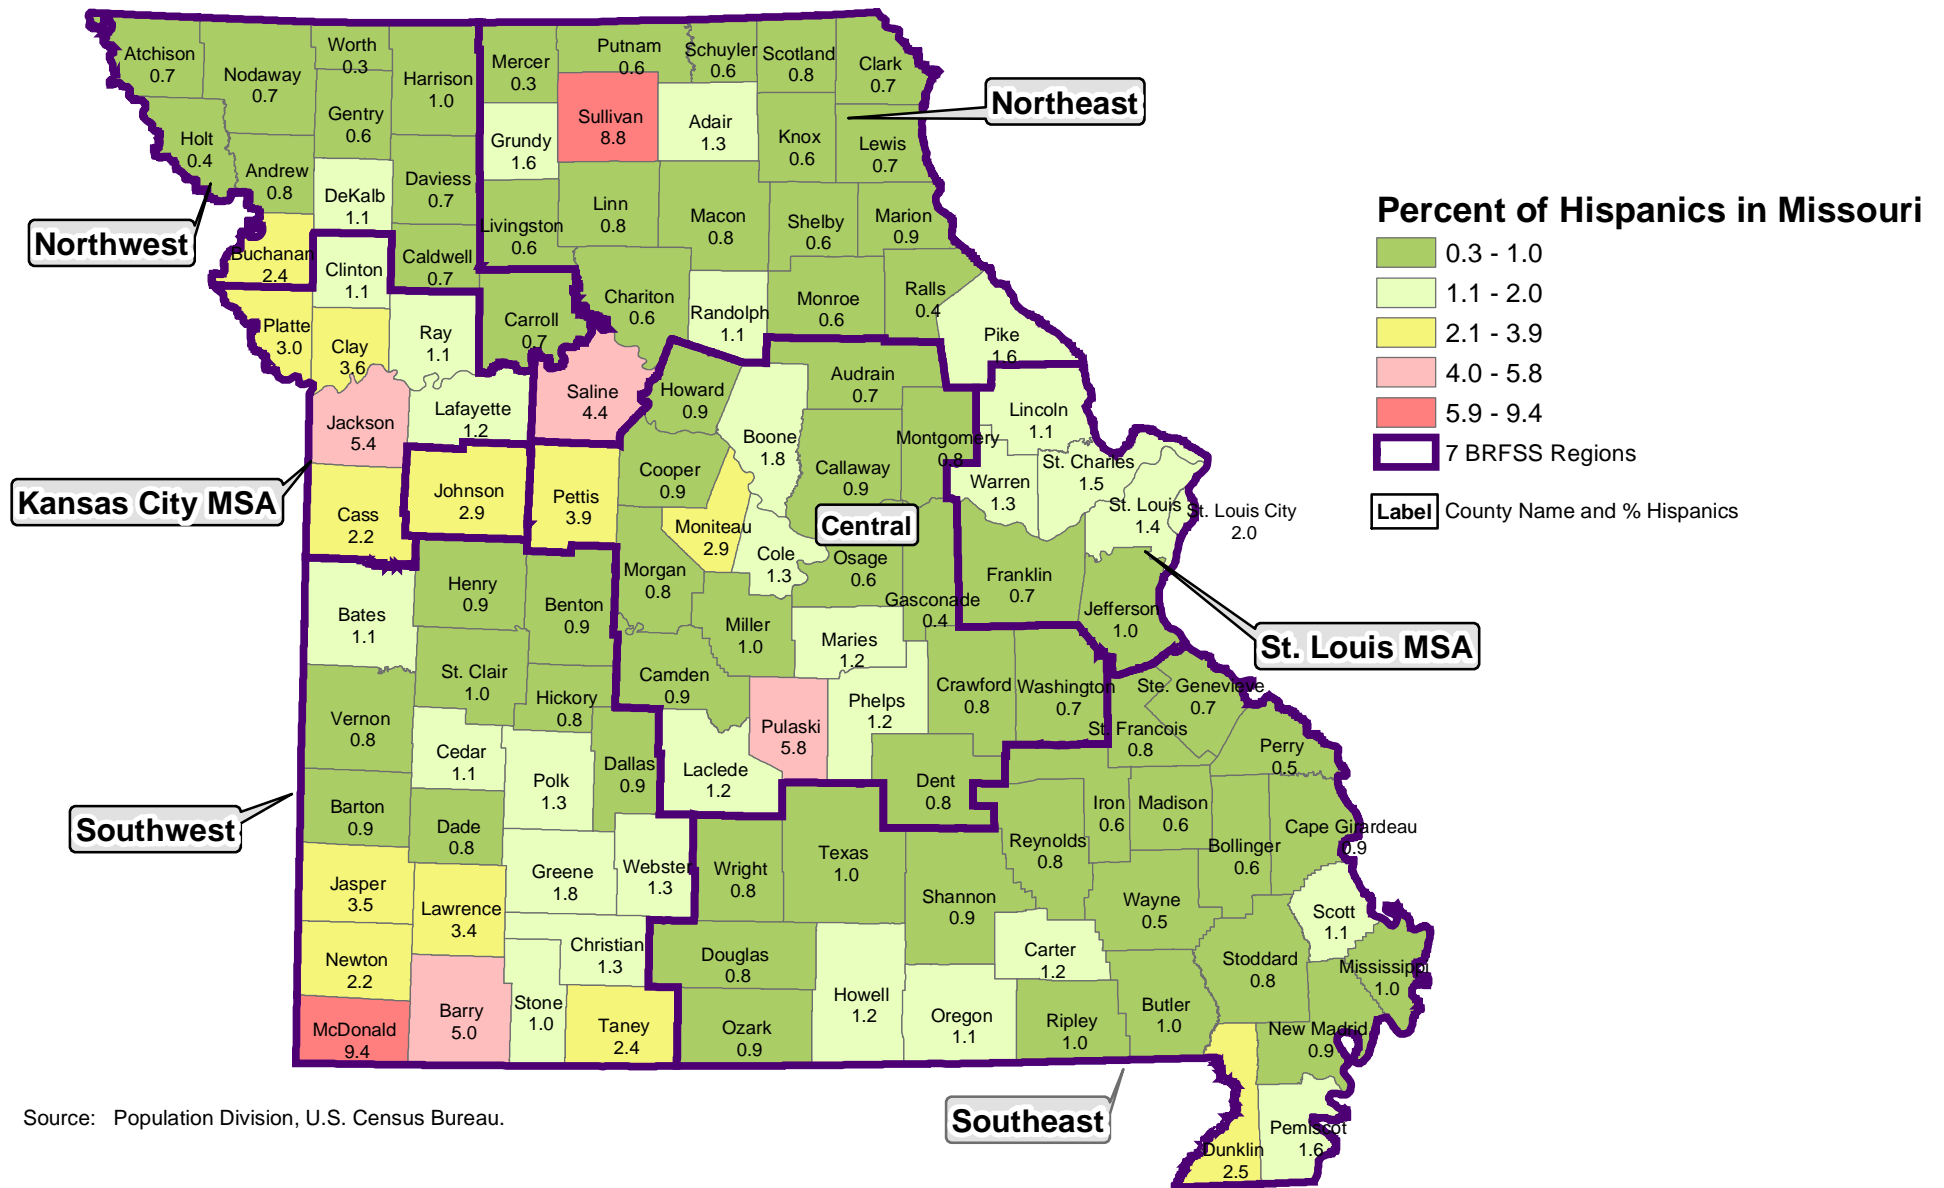 Atchison
0.7
Nodaway
0.7
Worth
0.3
Harrison
1.0
Mercer
0.3
Putnam
0.6
Schuyler
0.6
Scotland
0.8
Clark
0.7
Northeast
Holt
0.4
Andrew
0.8
Gentry
0.6
DeKalb
1.1
Daviess
0.7
Grundy
1.6
Sullivan
8.8
Adair
1.3
Knox
0.6
Lewis
0.7
Northwest
Buchanan
2.4
Clinton
1.1
Caldwell
0.7
Livingston
0.6
Linn
0.8
Macon
0.8
Shelby
0.6
Marion
0.9
Percent of Hispanics in Missouri
0.3 - 1.0
1.1 - 2.0
2.1 - 3.9
4.0 - 5.8
5.9 - 9.4
7 BRFSS Regions
Label County Name and % Hispanics
Platte
3.0
Clay
3.6
Ray
1.1
Carroll
0.7
Chariton
0.6
Randolph
1.1
Monroe
0.6
Ralls
0.4
Pike
1.6
Jackson
5.4
Lafayette
1.2
Saline
4.4
Howard
0.9
Boone
1.8
Audrain
0.7
Montgomery
0.8
Lincoln
1.1
Kansas City MSA
Cass
2.2
Johnson
2.9
Pettis
3.9
Cooper
0.9
Moniteau
2.9
Callaway
0.9
Central
Warren
1.3
St. Charles
1.5
St. Louis
1.4
St. Louis City
2.0
Cole
1.3
Osage
0.6
Gasconade
0.4
Franklin
0.7
Jefferson
1.0
St. Louis MSA
Bates
1.1
Henry
0.9
Benton
0.9
Morgan
0.8
Miller
1.0
Maries
1.2
Vernon
0.8
St. Clair
1.0
Hickory
0.8
Camden
0.9
Pulaski
5.8
Phelps
1.2
Crawford
0.8
Washington
0.7
Ste. Genevieve
0.7
St. Francois
0.8
Perry
0.5
Cedar
1.1
Polk
1.3
Dallas
0.9
Laclede
1.2
Dent
0.8
Southwest
Barton
0.9
Dade
0.8
Iron
0.6
Madison
0.6
Reynolds
0.8
Bollinger
0.6
Cape Girardeau
0.9
Jasper
3.5
Lawrence
3.4
Greene
1.8
Webster
1.3
Wright
0.8
Texas
1.0
Shannon
0.9
Wayne
0.5
Scott
1.1
Newton
2.2
Christian
1.3
Douglas
0.8
Carter
1.2
Stoddard
0.8
Mississippi
1.0
McDonald
9.4
Barry
5.0
Stone
1.0
Taney
2.4
Ozark
0.9
Howell
1.2
Oregon
1.1
Ripley
1.0
Butler
1.0
New Madrid
0.9
Southeast
Dunklin
2.5
Pemiscot
1.6
Source: Population Division, U.S. Census Bureau.